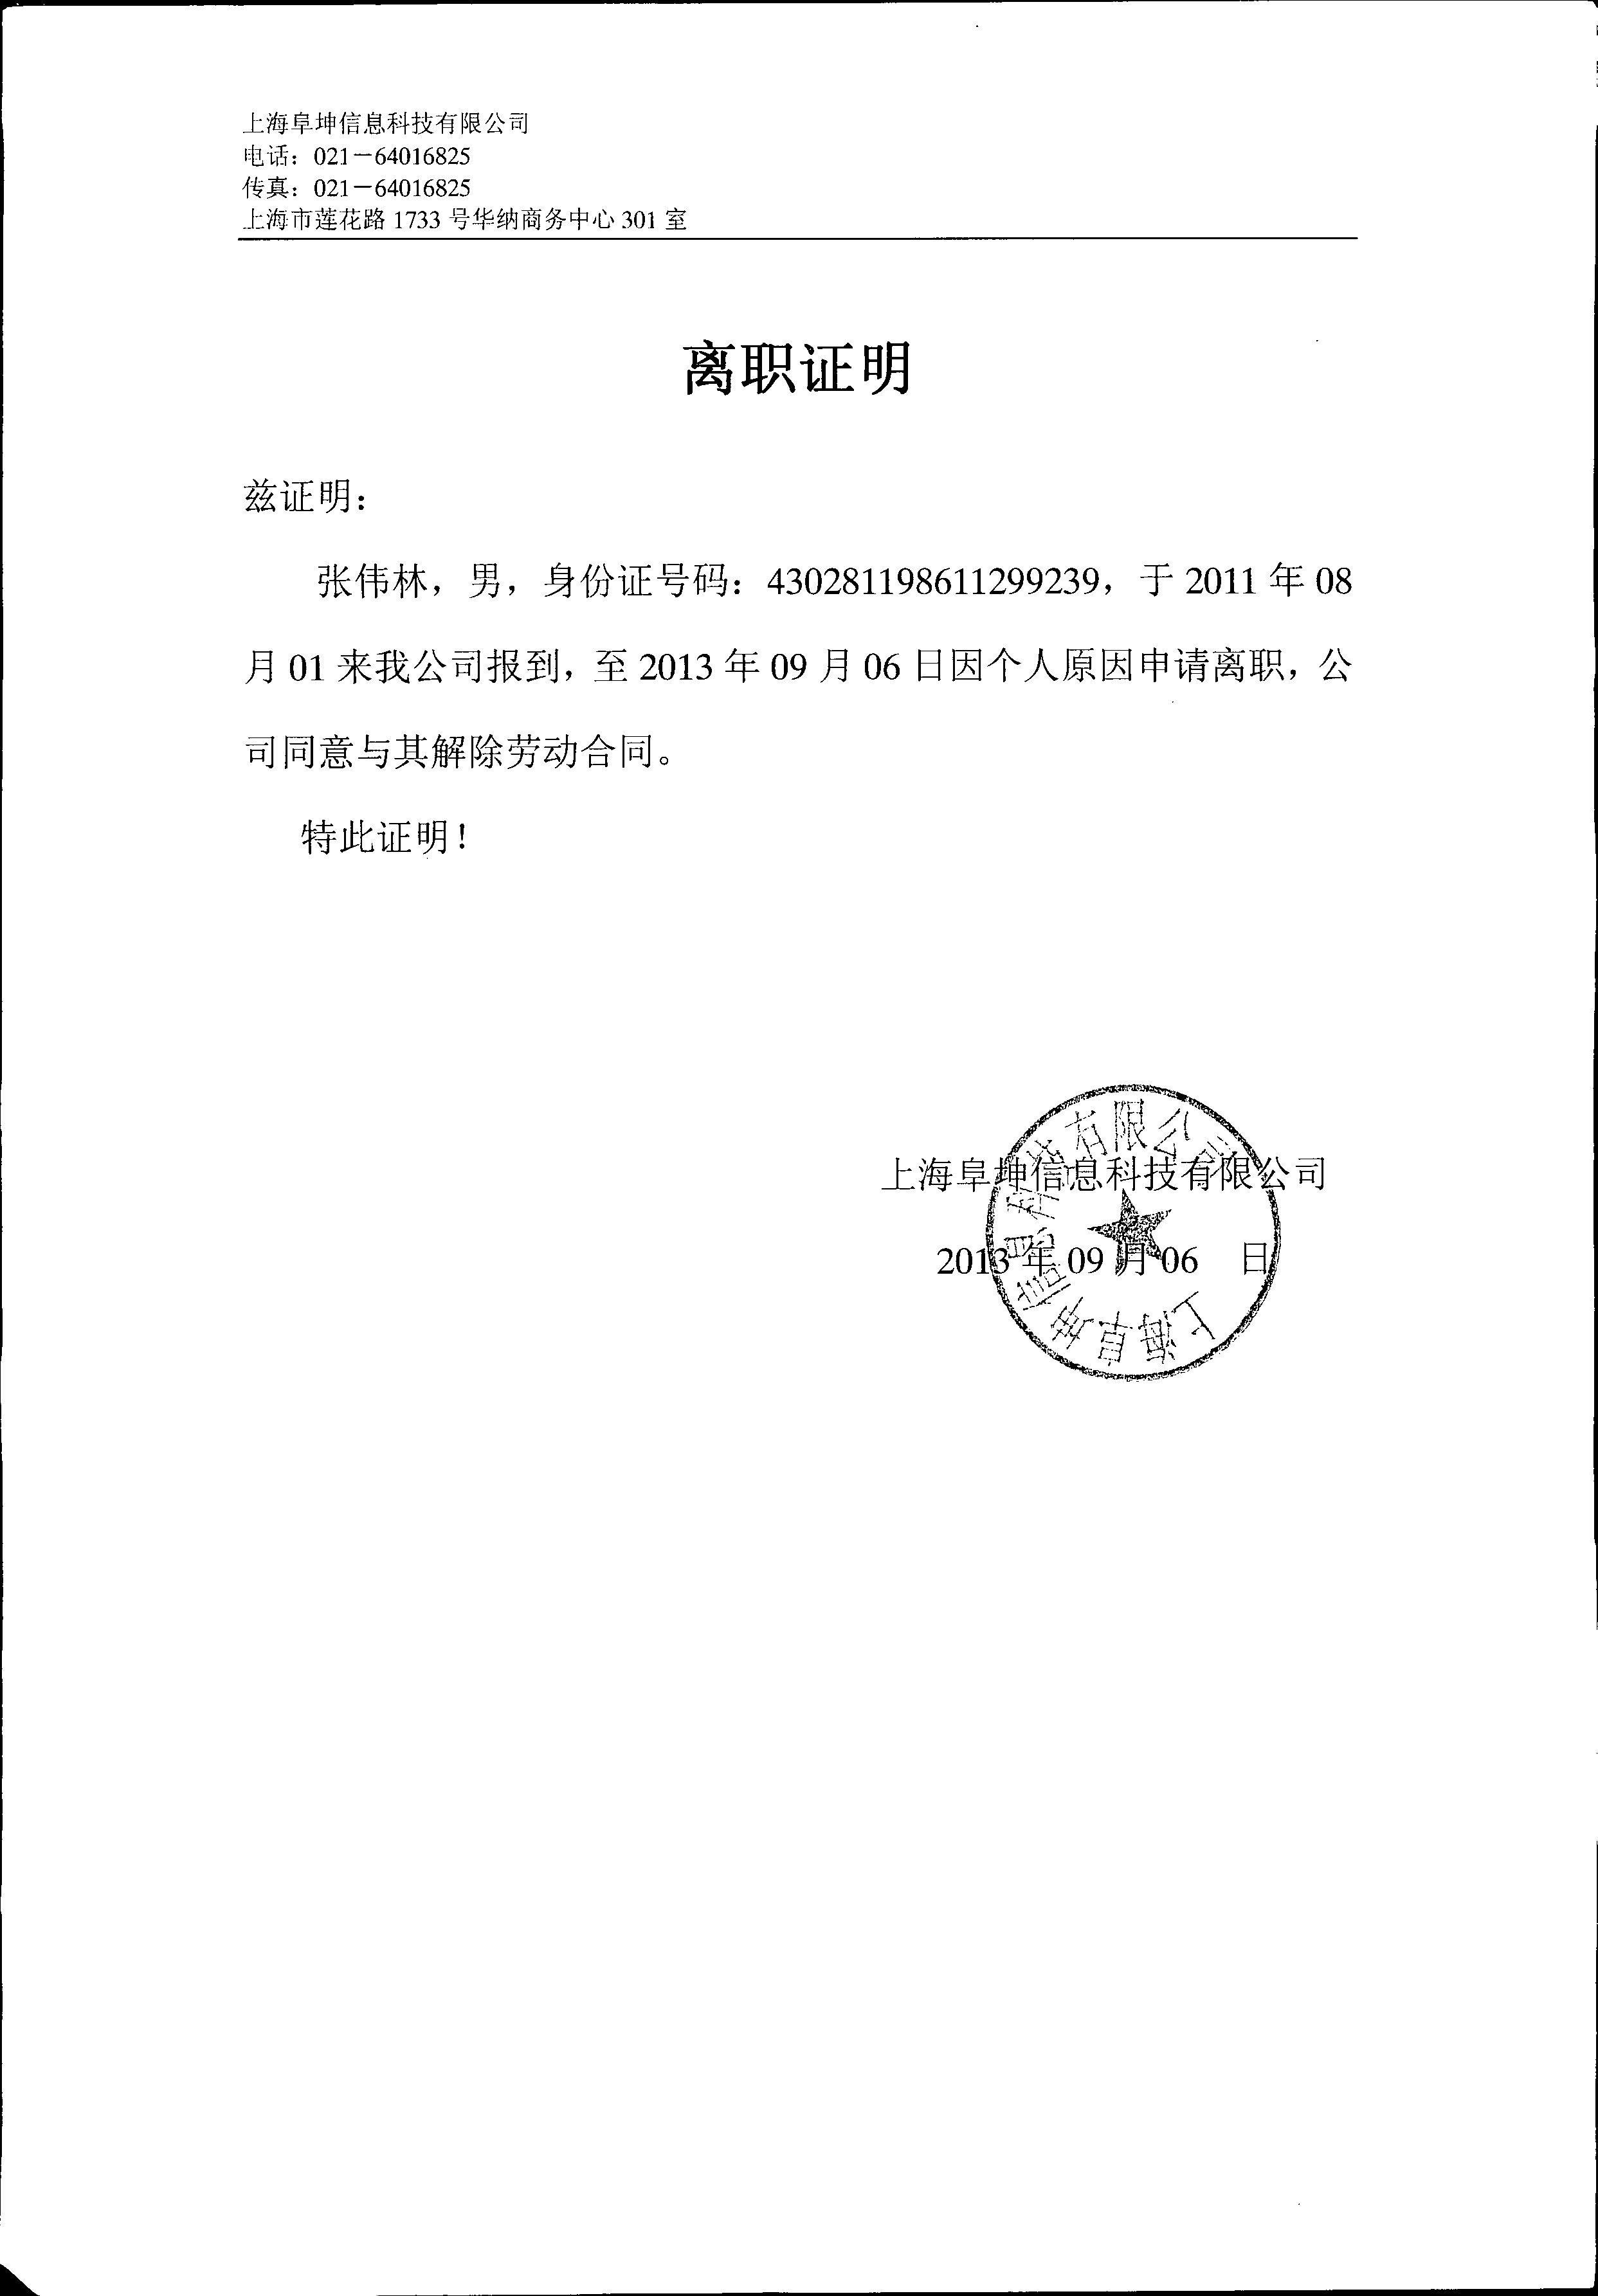 上海阜坤信息科技有限公司
电话：021－64016825
传真：021－64016825
上海市莲花路 1733 号华纳商务中心 301 室
离职证明
兹证明：
张伟林，男，身份证号码：430281198611299239，于 2011 年 08
月 01 来我公司报到，至 2013 年 09 月 06 日因个人原因申请离职，公
司同意与其解除劳动合同。
特此证明！
上海阜坤信息科技有限公司
2013 年 09 月 06 日
上海阜坤信息科技有限公司